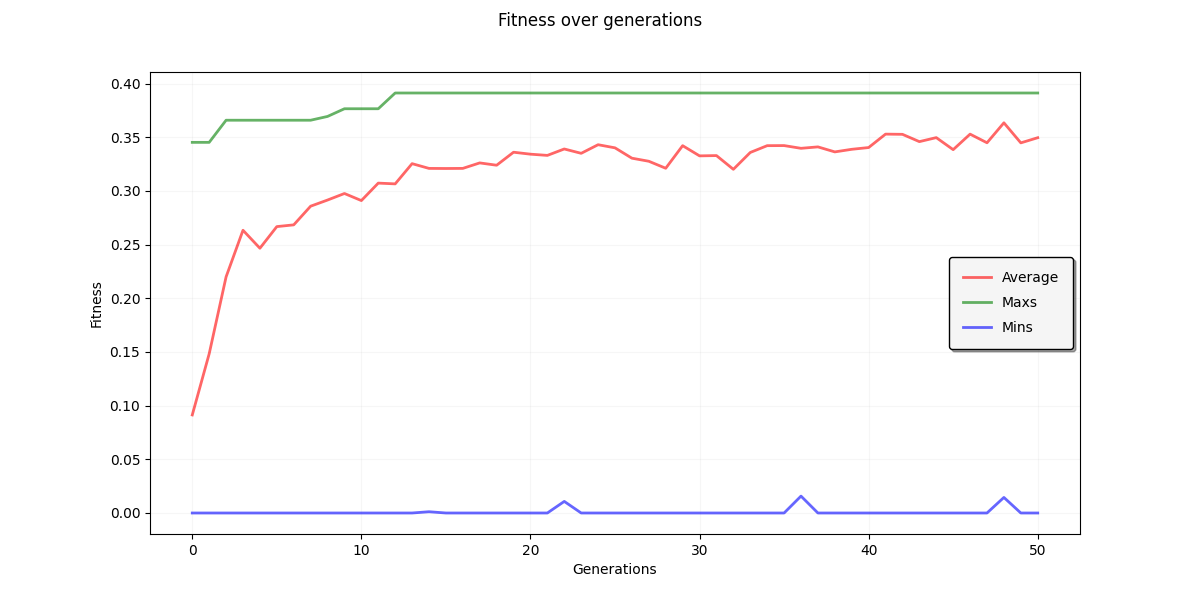 Fitness over generations
0.40
0.35
0.30
0.25
0.20
0.15
0.10
0.05
0.00
Fitness
Average
Maxs
Mins
0 10 20 30 40 50
Generations